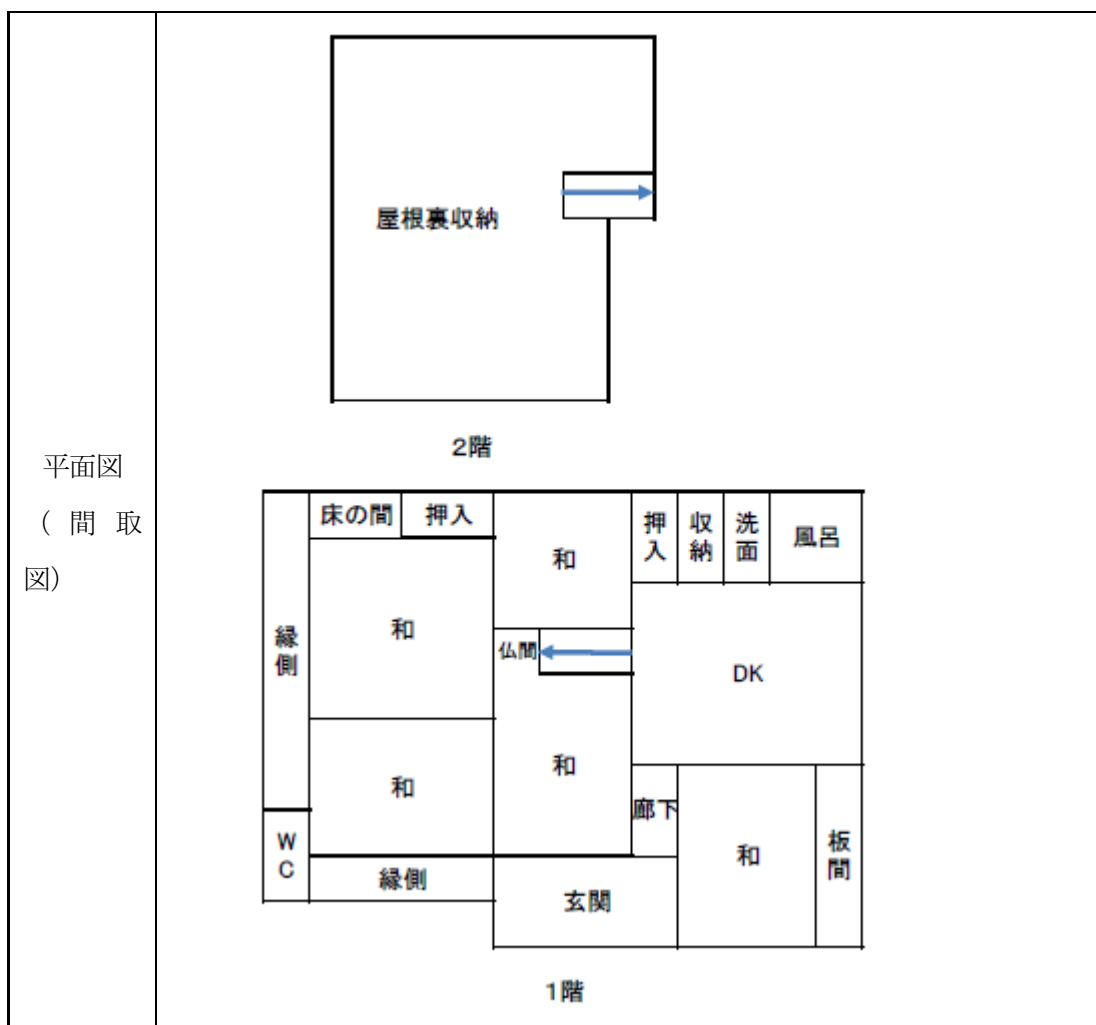 平面図
(間取
図)
屋根裏収納
2階
床の間
押入
和
押入
収納
洗面
風呂
縁側
和
仏間
DK
和
和
廊下
WC
縁側
玄関
和
板間
1階